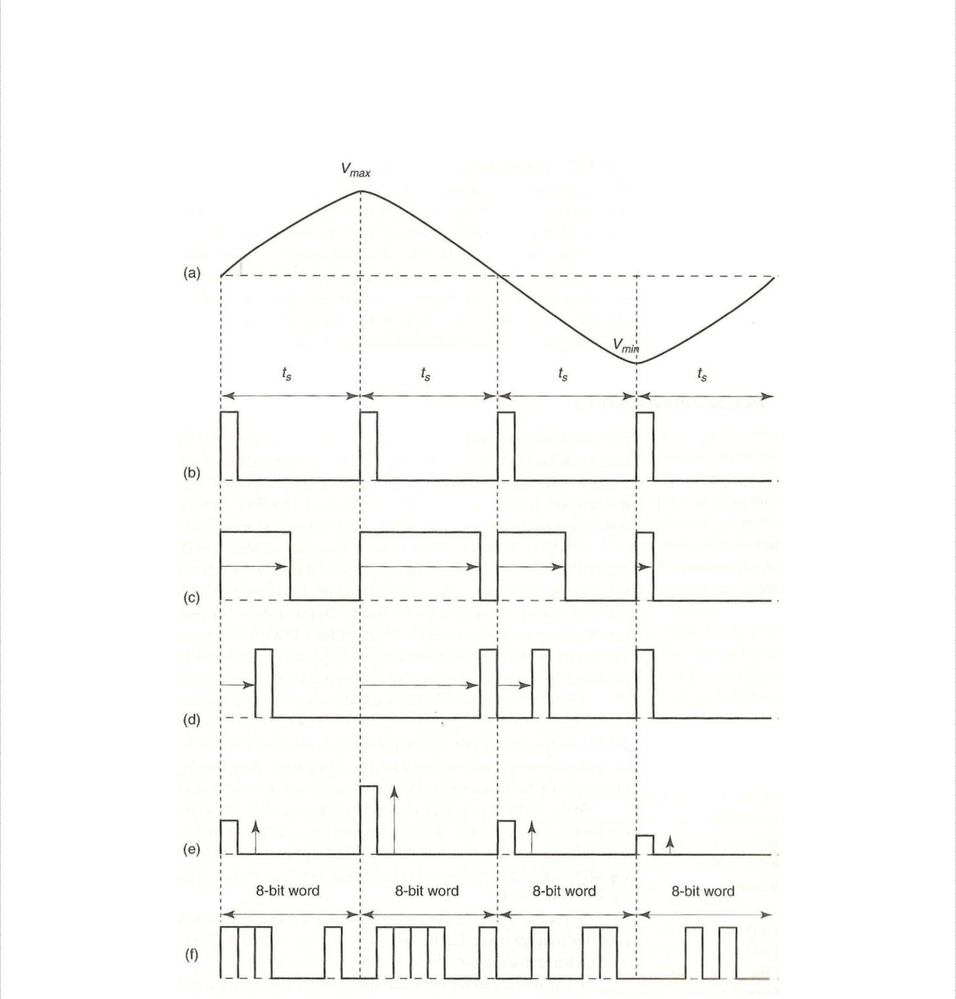 Vmax
(a)
Vmin
ts ts ts ts
(b)
(c)
(d)
(e)
8-bit word 8-bit word 8-bit word 8-bit word
(f)